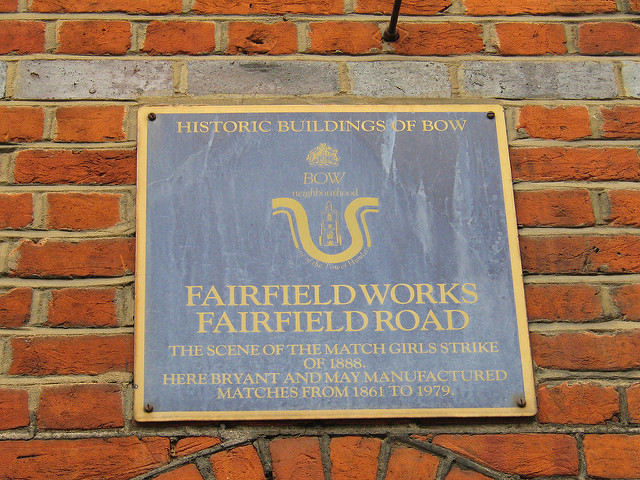 HISTORIC BUILDINGS OF BOW
BOW
neighbourhood
FAIRFIELD WORKS
FAIRFIELD ROAD
THE SCENE OF THE MATCH GIRLS STRIKE
OF 1888.
HERE BRYANT AND MAY MANUFACTURED
MATCHES FROM 1861 TO 1979.